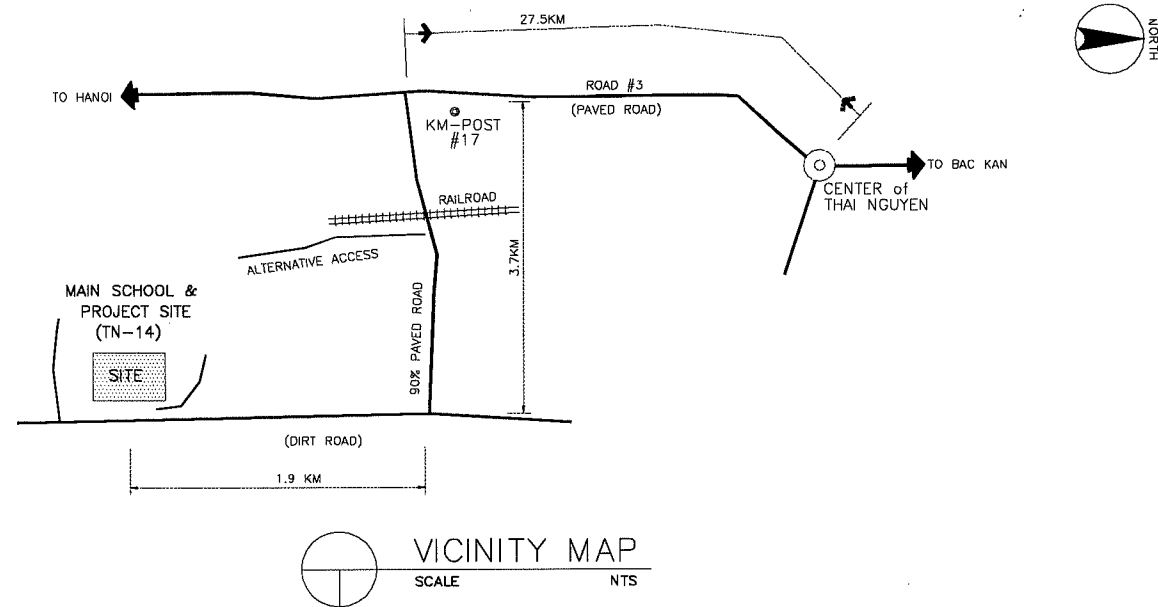 27.5KM
NORTH
TO HANOI
ROAD #3
(PAVED ROAD)
KM-POST
#17
TO BAC KAN
CENTER of
THAI NGUYEN
RAILROAD
3.7KM
ALTERNATIVE ACCESS
MAIN SCHOOL &
PROJECT SITE
(TN-14)
90% PAVED ROAD
SITE
(DIRT ROAD)
1.9 KM
VICINITY MAP
SCALE NTS